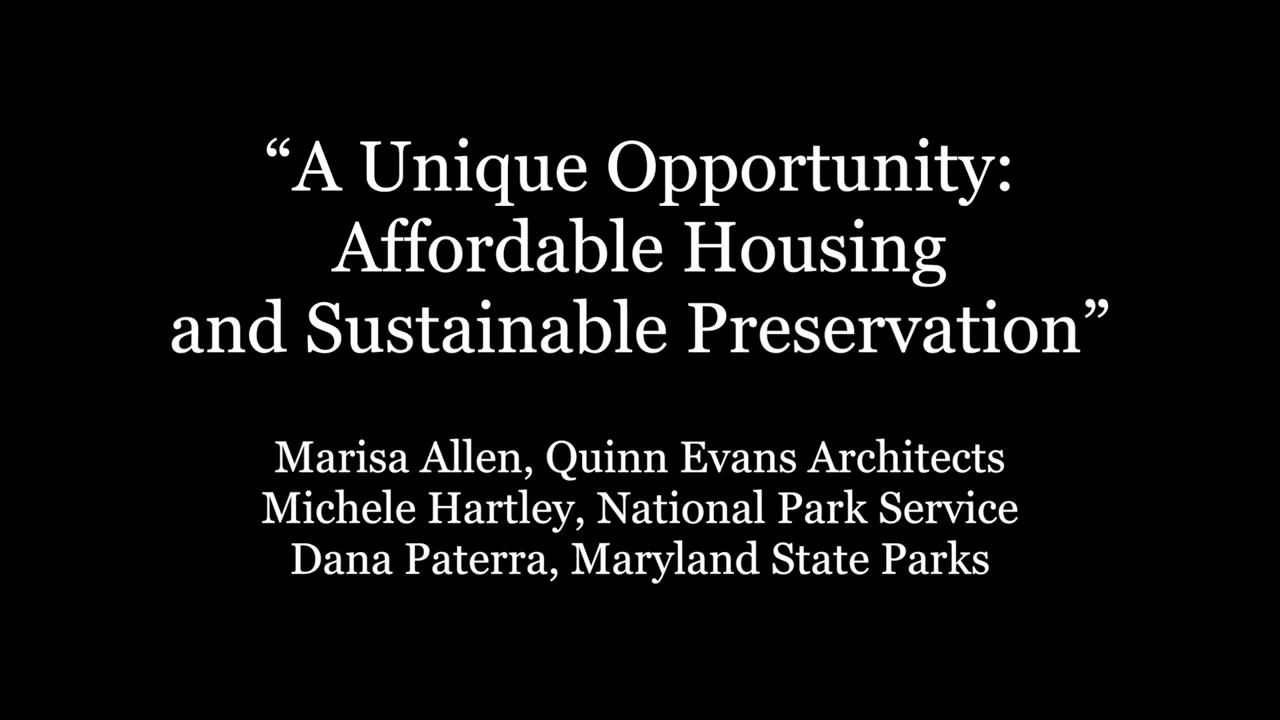 “A Unique Opportunity:
Affordable Housing
and Sustainable Preservation”
Marisa Allen, Quinn Evans Architects
Michele Hartley, National Park Service
Dana Paterra, Maryland State Parks